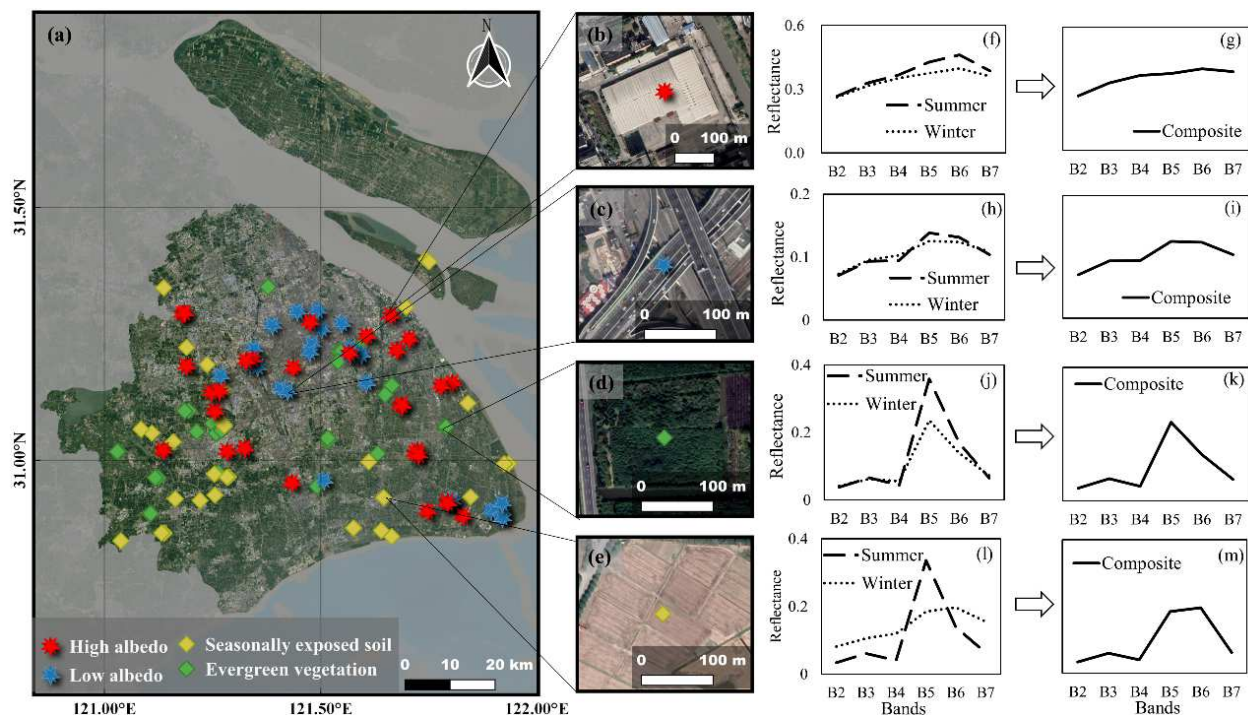 (a)
N
31.50°N
31.00°N
121.00°E
121.50°E
122.00°E
High albedo
Low albedo
Seasonally exposed soil
Evergreen vegetation
0 10 20 km
(b)
0 100 m
(c)
0 100 m
(d)
0 100 m
(e)
0 100 m
(f)
Reflectance
0.6
0.3
0.0
Summer
Winter
B2 B3 B4 B5 B6 B7
(g)
Composite
B2 B3 B4 B5 B6 B7
(h)
Reflectance
0.2
0.1
0
Summer
Winter
B2 B3 B4 B5 B6 B7
(i)
Composite
B2 B3 B4 B5 B6 B7
(j)
Reflectance
0.4
0.2
0
Summer
Winter
B2 B3 B4 B5 B6 B7
(k)
Composite
B2 B3 B4 B5 B6 B7
(l)
Reflectance
0.4
0.2
0
Summer
Winter
B2 B3 B4 B5 B6 B7
Bands
(m)
Composite
B2 B3 B4 B5 B6 B7
Bands